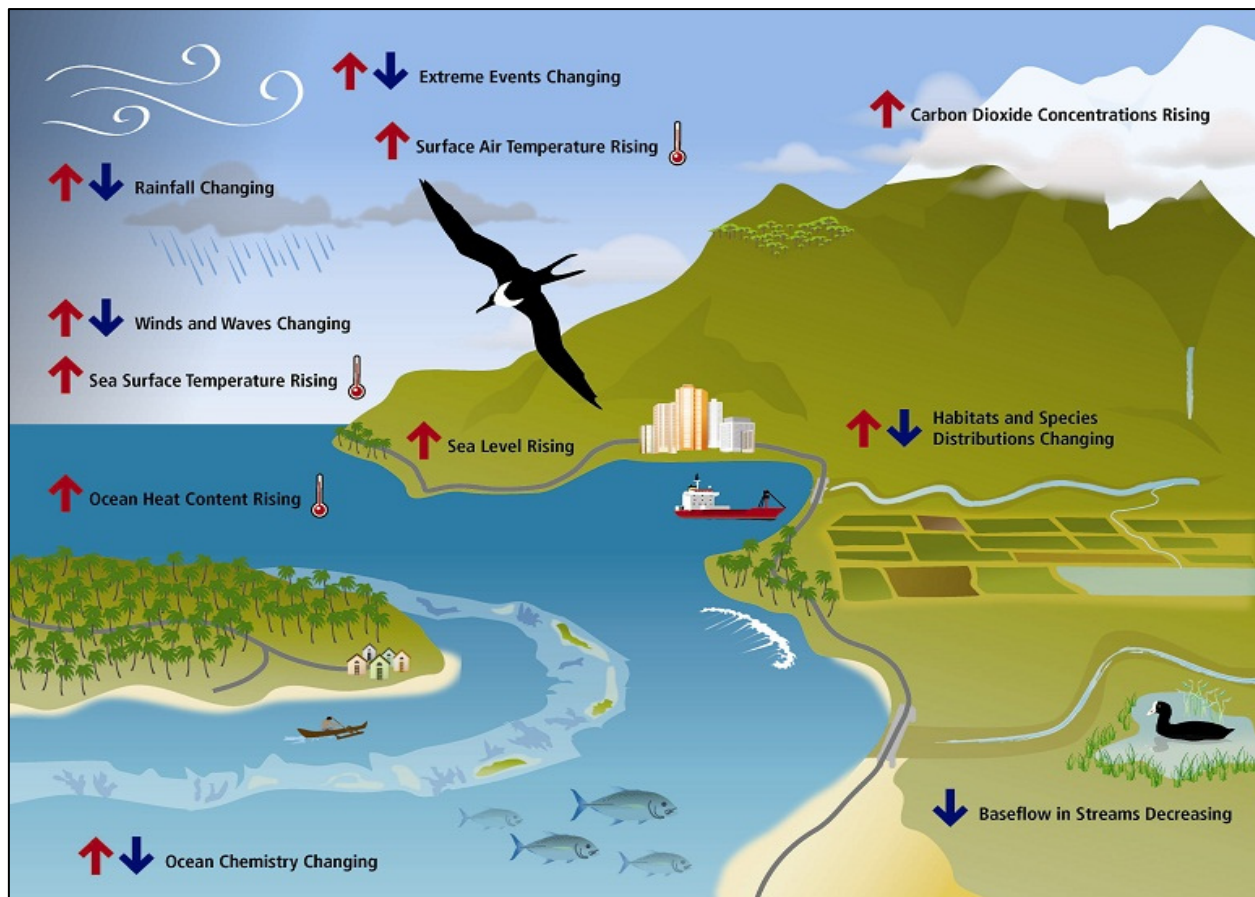 Extreme Events Changing
Carbon Dioxide Concentrations Rising
Surface Air Temperature Rising
Rainfall Changing
Winds and Waves Changing
Sea Surface Temperature Rising
Sea Level Rising
Habitats and Species
Distributions Changing
Ocean Heat Content Rising
Baseflow in Streams Decreasing
Ocean Chemistry Changing